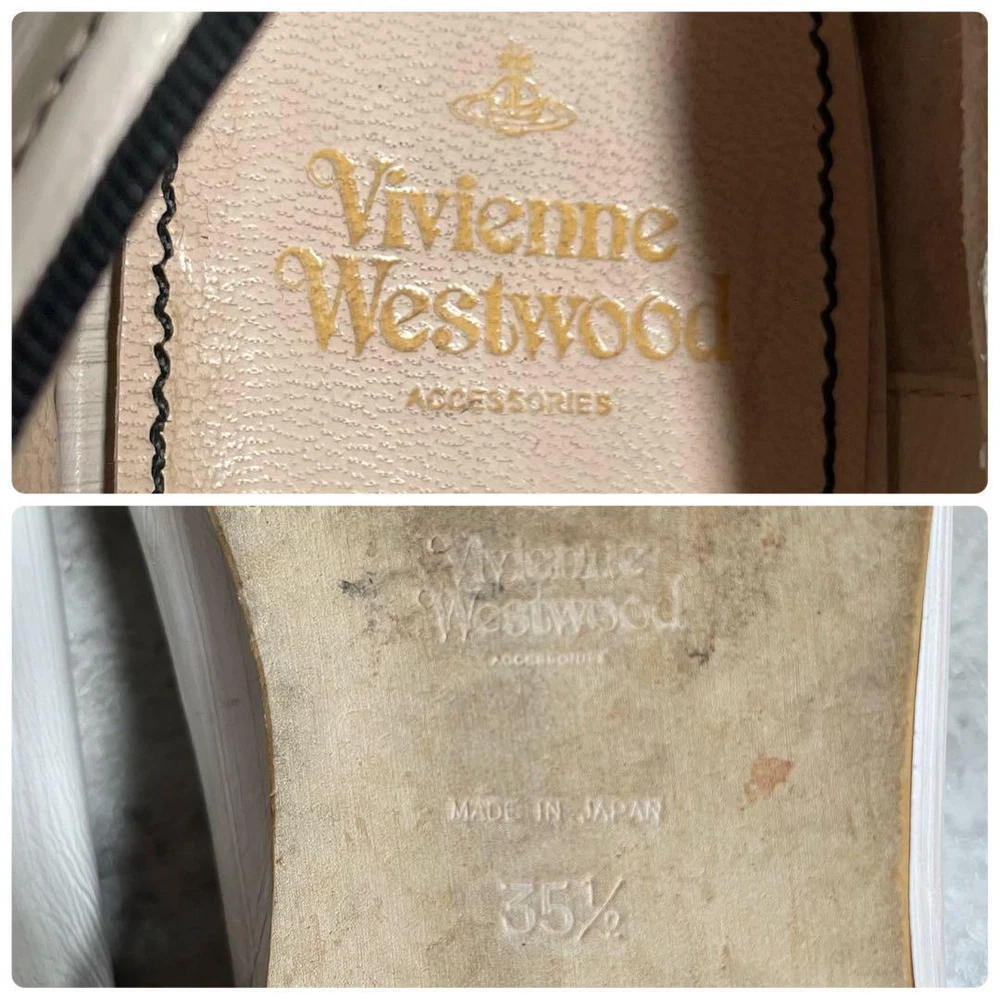 Vivienne
Westwood
ACCESSORIES
Vivienne
Westwood
ACCESSORIES
MADE IN JAPAN
35½